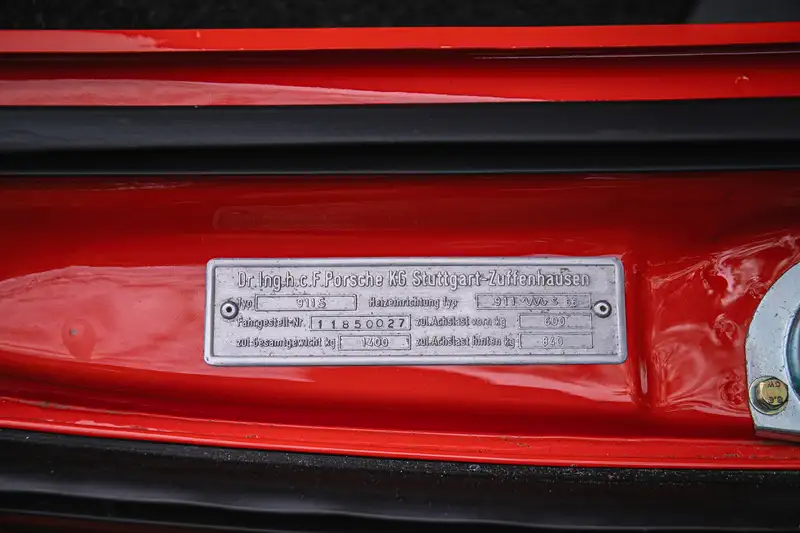 Dr. Ing.h.c.F.Porsche KG Stuttgart-Zuffenhausen
Typ 911S Heizeinrichtung typ 911
Fahrgestell-Nr. 11850027 zul.Achslast vorn kg 600
zul.Gesamtgewicht kg 1400 zul.Achslast hinten kg 840